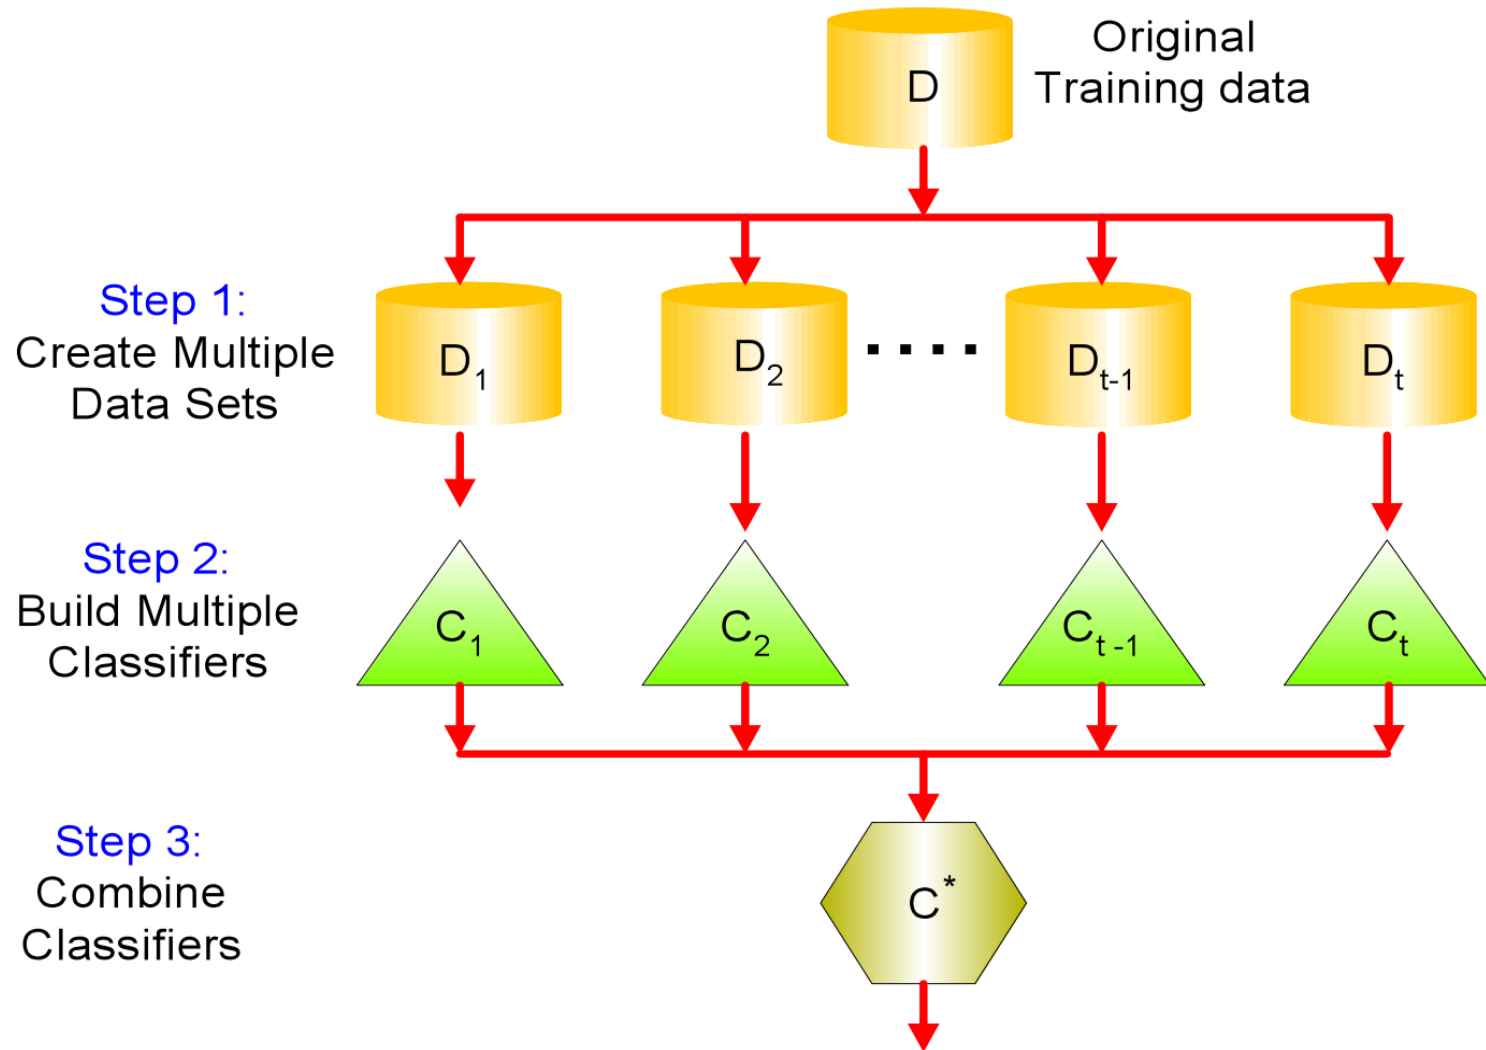 D
Original
Training data
Step 1:
Create Multiple
Data Sets
D1
D2
....
Dt-1
Dt
Step 2:
Build Multiple
Classifiers
C1
C2
Ct -1
Ct
Step 3:
Combine
Classifiers
C*